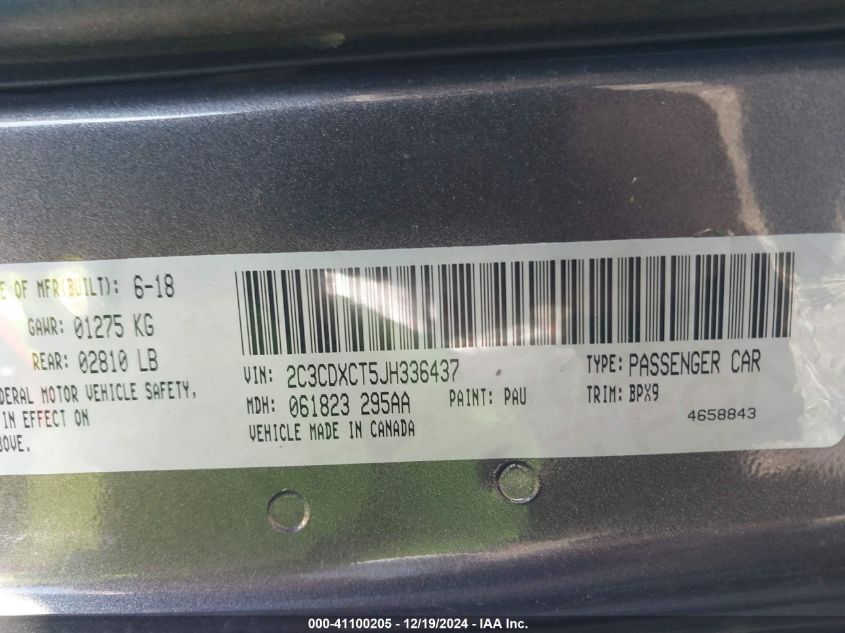 E OF MFR(BUILT): 6-18
GAWR: 01275 KG
REAR: 02810 LB
DERAL MOTOR VEHICLE SAFETY,
IN EFFECT ON
BOVE.
VIN: 2C3CDXCT5JH336437
TYPE: PASSENGER CAR
MDH: 061823 295AA
PAINT: PAU
TRIM: BPX9
VEHICLE MADE IN CANADA
4658843
000-41100205 - 12/19/2024 - IAA Inc.